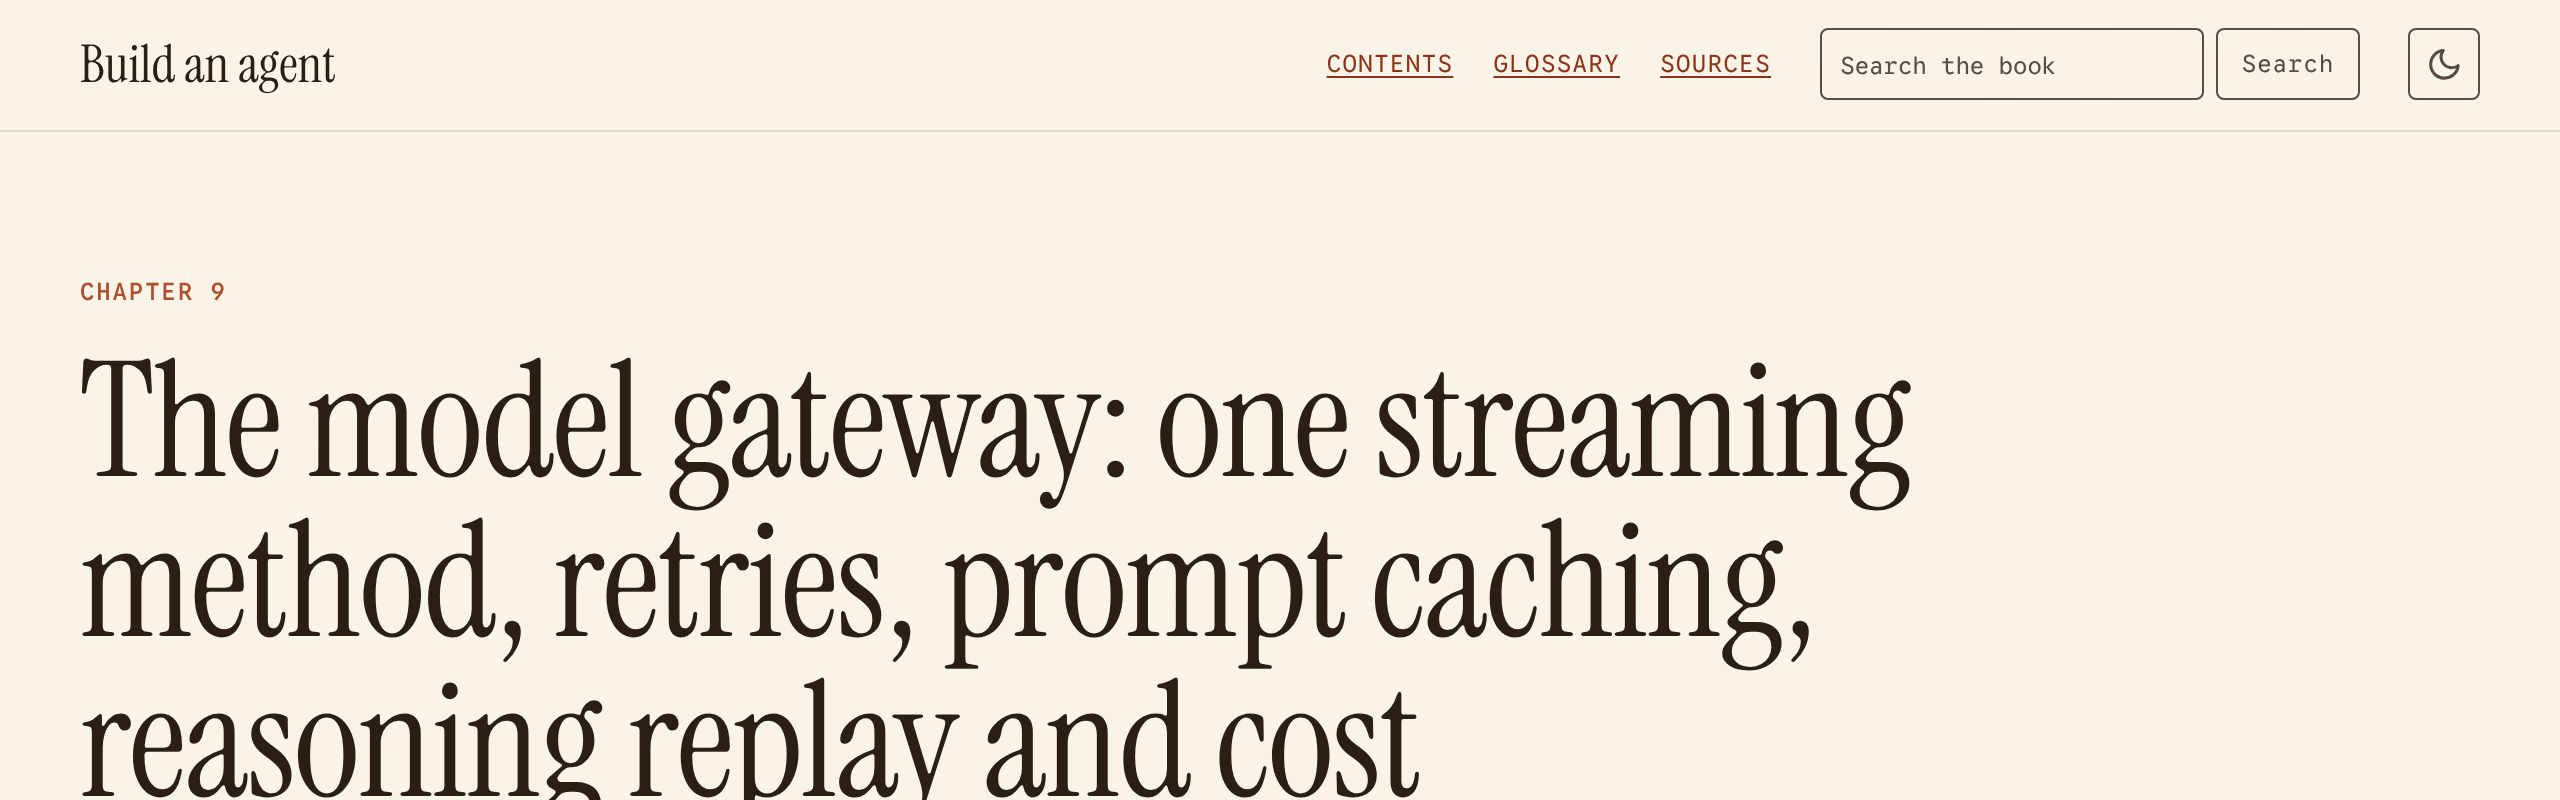 Build an agent
CONTENTS GLOSSARY SOURCES Search the book Search
CHAPTER 9
The model gateway: one streaming
method, retries, prompt caching,
reasoning replay and cost